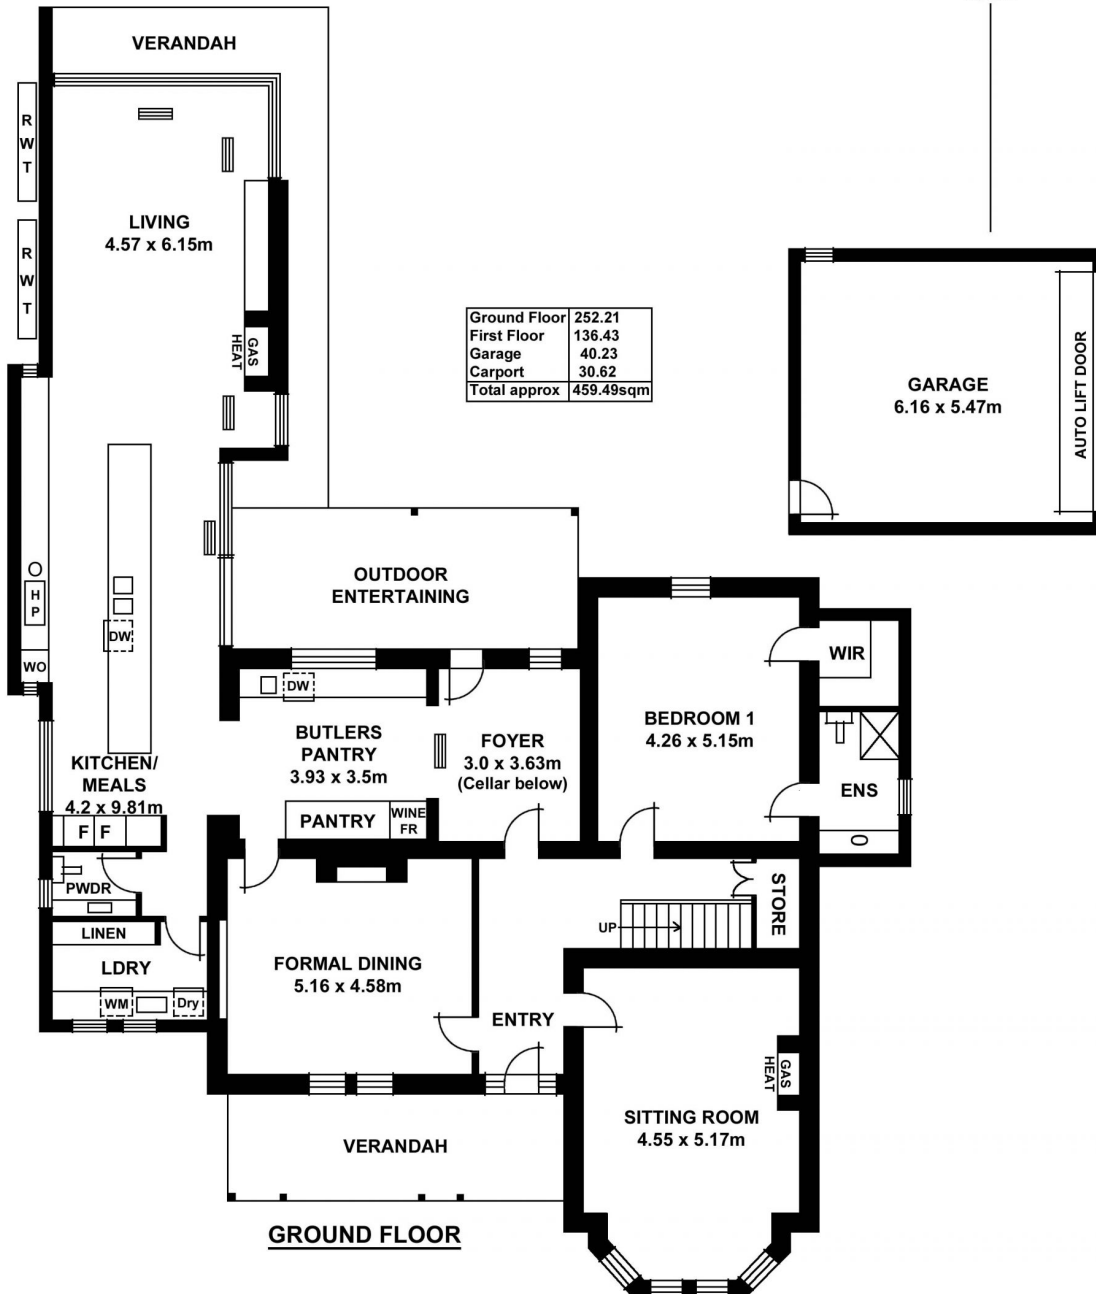 VERANDAH
R
W
T
LIVING
4.57 x 6.15m
R
W
T
GAS
HEAT
Ground Floor 252.21
First Floor 136.43
Garage 40.23
Carport 30.62
Total approx 459.49sqm
GARAGE
6.16 x 5.47m
AUTO LIFT DOOR
OUTDOOR
ENTERTAINING
H
P
DW
WO
KITCHEN/
MEALS
4.2 x 9.81m
F F
DW
BUTLERS
PANTRY
3.93 x 3.5m
PANTRY
WINE
FR
FOYER
3.0 x 3.63m
(Cellar below)
BEDROOM 1
4.26 x 5.15m
WIR
ENS
PWDR
LINEN
LDRY
WM
Dry
FORMAL DINING
5.16 x 4.58m
UP
STORE
ENTRY
GAS
HEAT
SITTING ROOM
4.55 x 5.17m
VERANDAH
GROUND FLOOR